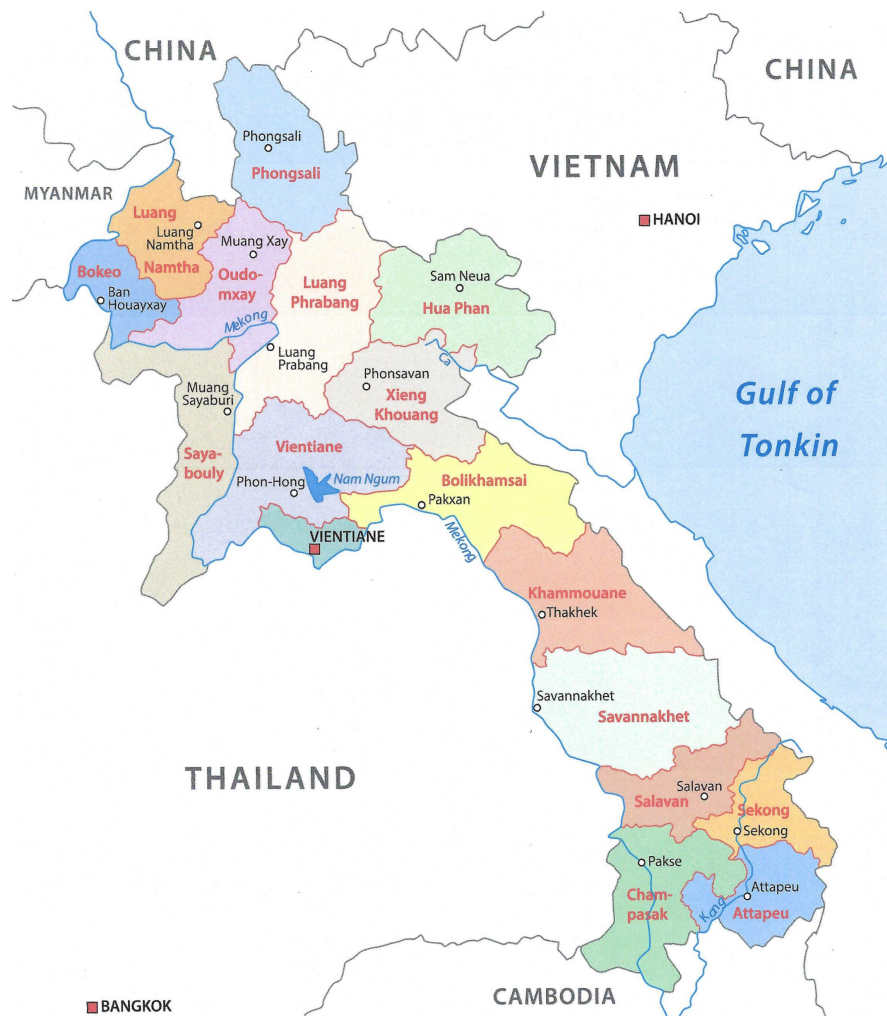 CHINA
CHINA
Phongsali
Phongsali
VIETNAM
MYANMAR
Luang
Luang
Namtha
HANOI
Muang Xay
Bokeo
Namtha
Oudo-
mxay
Ban
Houayxay
Luang
Phrabang
Sam Neua
Hua Phan
Mekong
Luang
Prabang
Ca
Phonsavan
Xieng
Khouang
Muang
Sayaburi
Gulf of
Tonkin
Saya-
bouly
Vientiane
Phon-Hong
Nam Ngum
Bolikhamsai
Pakxan
VIENTIANE
Mekong
Khammouane
Thakhek
Savannakhet
Savannakhet
THAILAND
Salavan
Salavan
Sekong
Sekong
Pakse
Cham-
pasak
Kong
Attapeu
Attapeu
CAMBODIA
BANGKOK